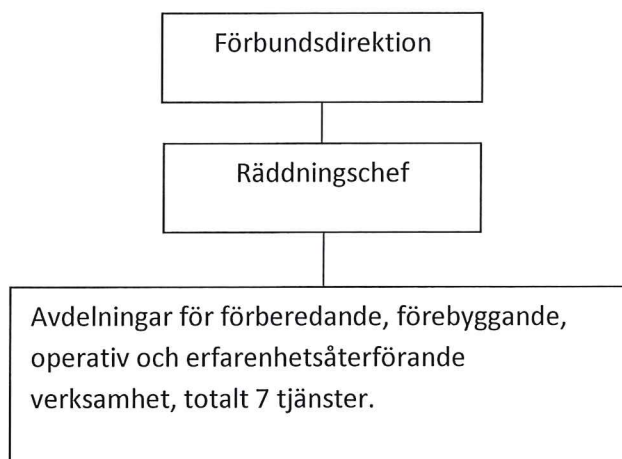 Förbundsdirektion
Räddningschef
Avdelningar för förberedande, förebyggande,
operativ och erfarenhetsåterförande
verksamhet, totalt 7 tjänster.